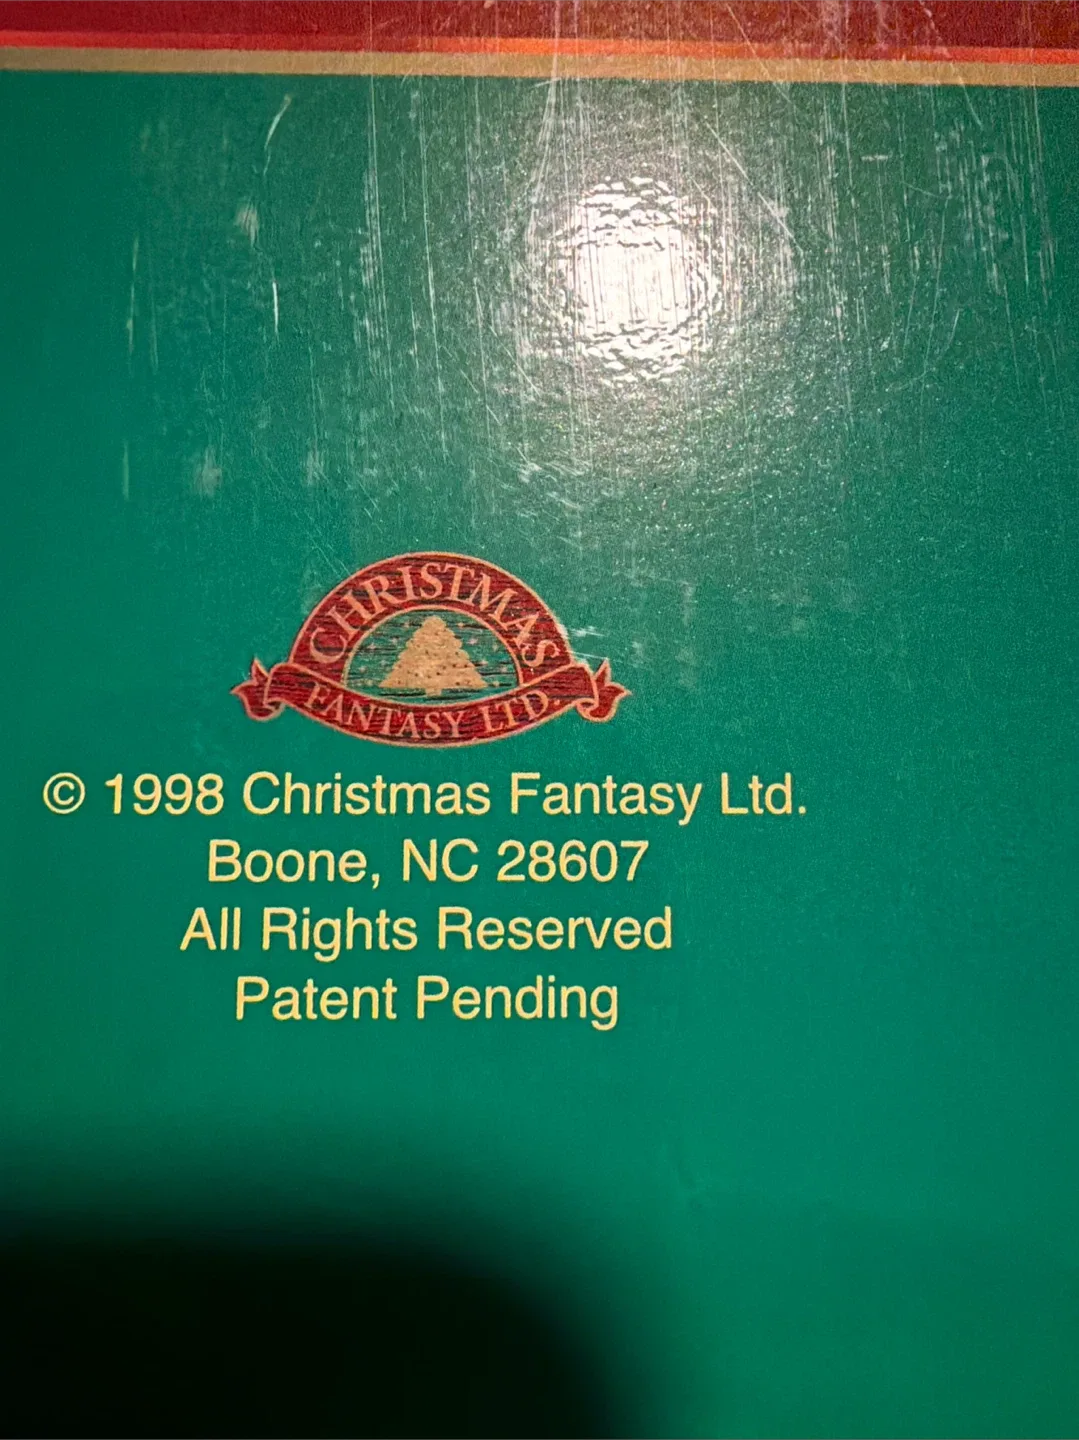 CHRISTMAS
FANTASY LTD.
© 1998 Christmas Fantasy Ltd.
Boone, NC 28607
All Rights Reserved
Patent Pending